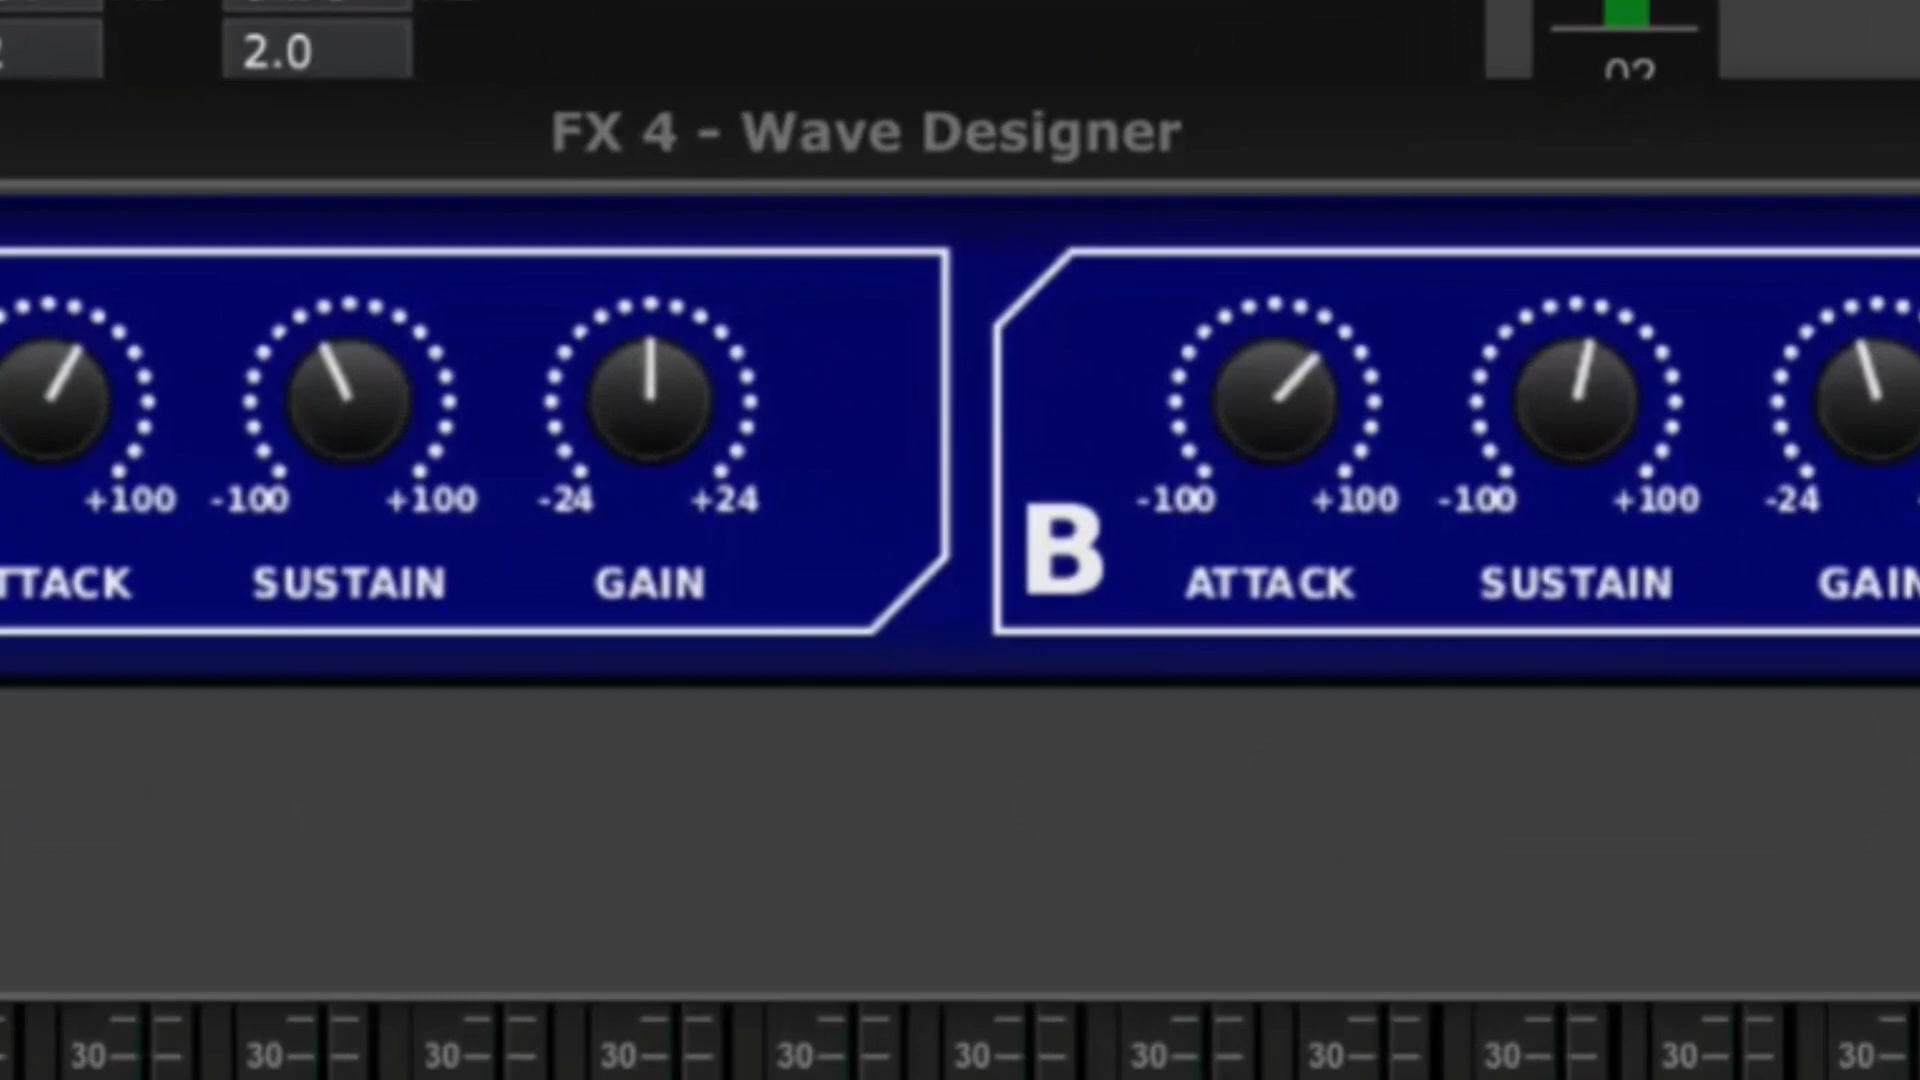 2.0
02
FX 4 - Wave Designer
+100 -100 +100 -24 +24
-100 +100 -100 +100 -24
B
SUSTAIN GAIN
ATTACK SUSTAIN
30 30 30 30 30 30 30 30 30 30 30